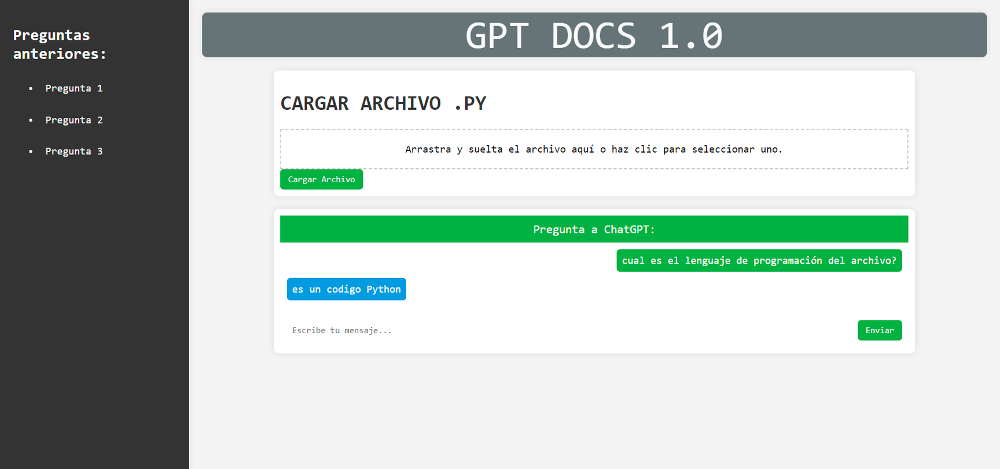 Preguntas
anteriores:
Pregunta 1
Pregunta 2
Pregunta 3
GPT DOCS 1.0
CARGAR ARCHIVO .PY
Arrastra y suelta el archivo aquí o haz clic para seleccionar uno.
Cargar Archivo
Pregunta a ChatGPT:
cual es el lenguaje de programación del archivo?
es un codigo Python
Escribe tu mensaje...
Enviar